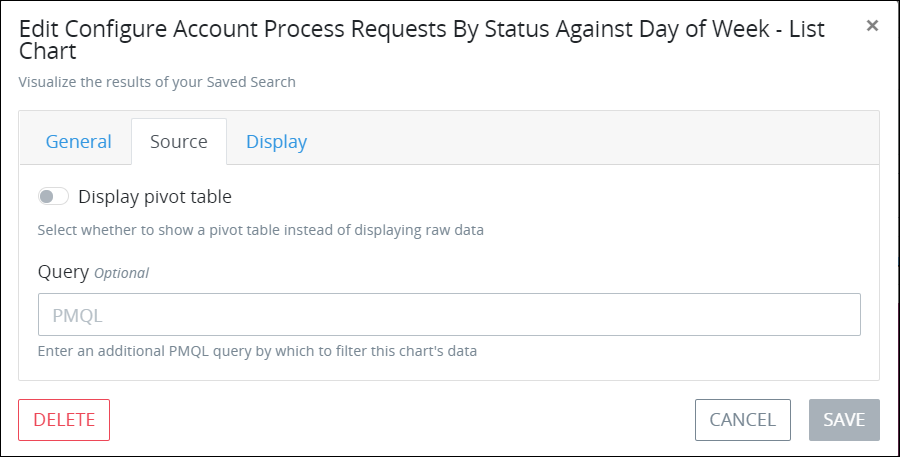 Edit Configure Account Process Requests By Status Against Day of Week - List
Chart
×
Visualize the results of your Saved Search
General Source Display
Display pivot table
Select whether to show a pivot table instead of displaying raw data
Query Optional
PMQL
Enter an additional PMQL query by which to filter this chart's data
DELETE CANCEL SAVE